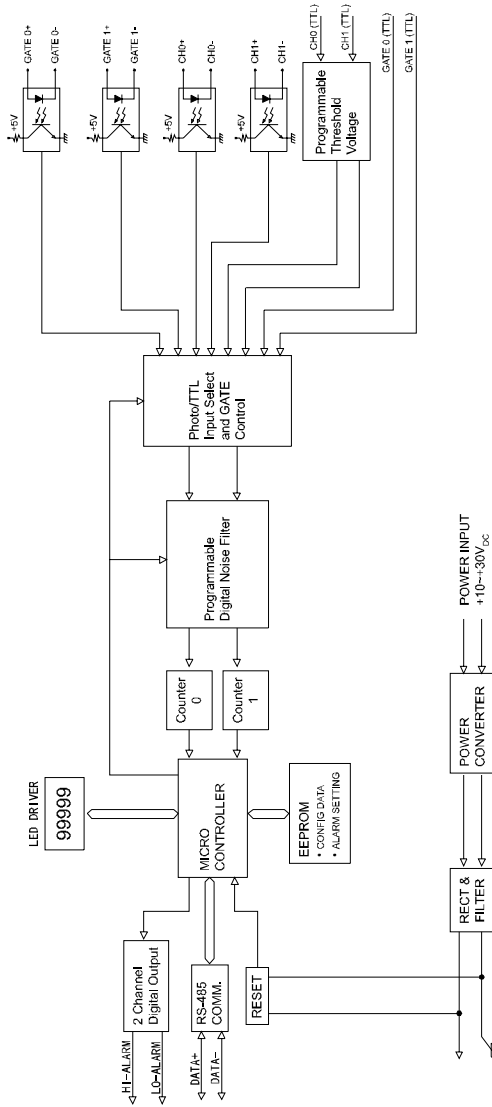 GATE 0+
GATE 0-
+5V
GATE 1+
GATE 1-
+5V
CH0+
CH0-
+5V
CH1+
CH1-
+5V
CH0 (TTL)
CH1 (TTL)
Programmable
Threshold
Voltage
GATE 0 (TTL)
GATE 1 (TTL)
Photo/TTL
Input Select
and GATE
Control
Programmable
Digital Noise Filter
Counter
0
Counter
1
LED DRIVER
99999
MICRO
CONTROLLER
EEPROM
• CONFIG DATA
• ALARM SETTING
2 Channel
Digital Output
HI-ALARM
LO-ALARM
RS-485
COMM.
DATA+
DATA-
RESET
POWER INPUT
+10~+30VDC
POWER
CONVERTER
RECT &
FILTER